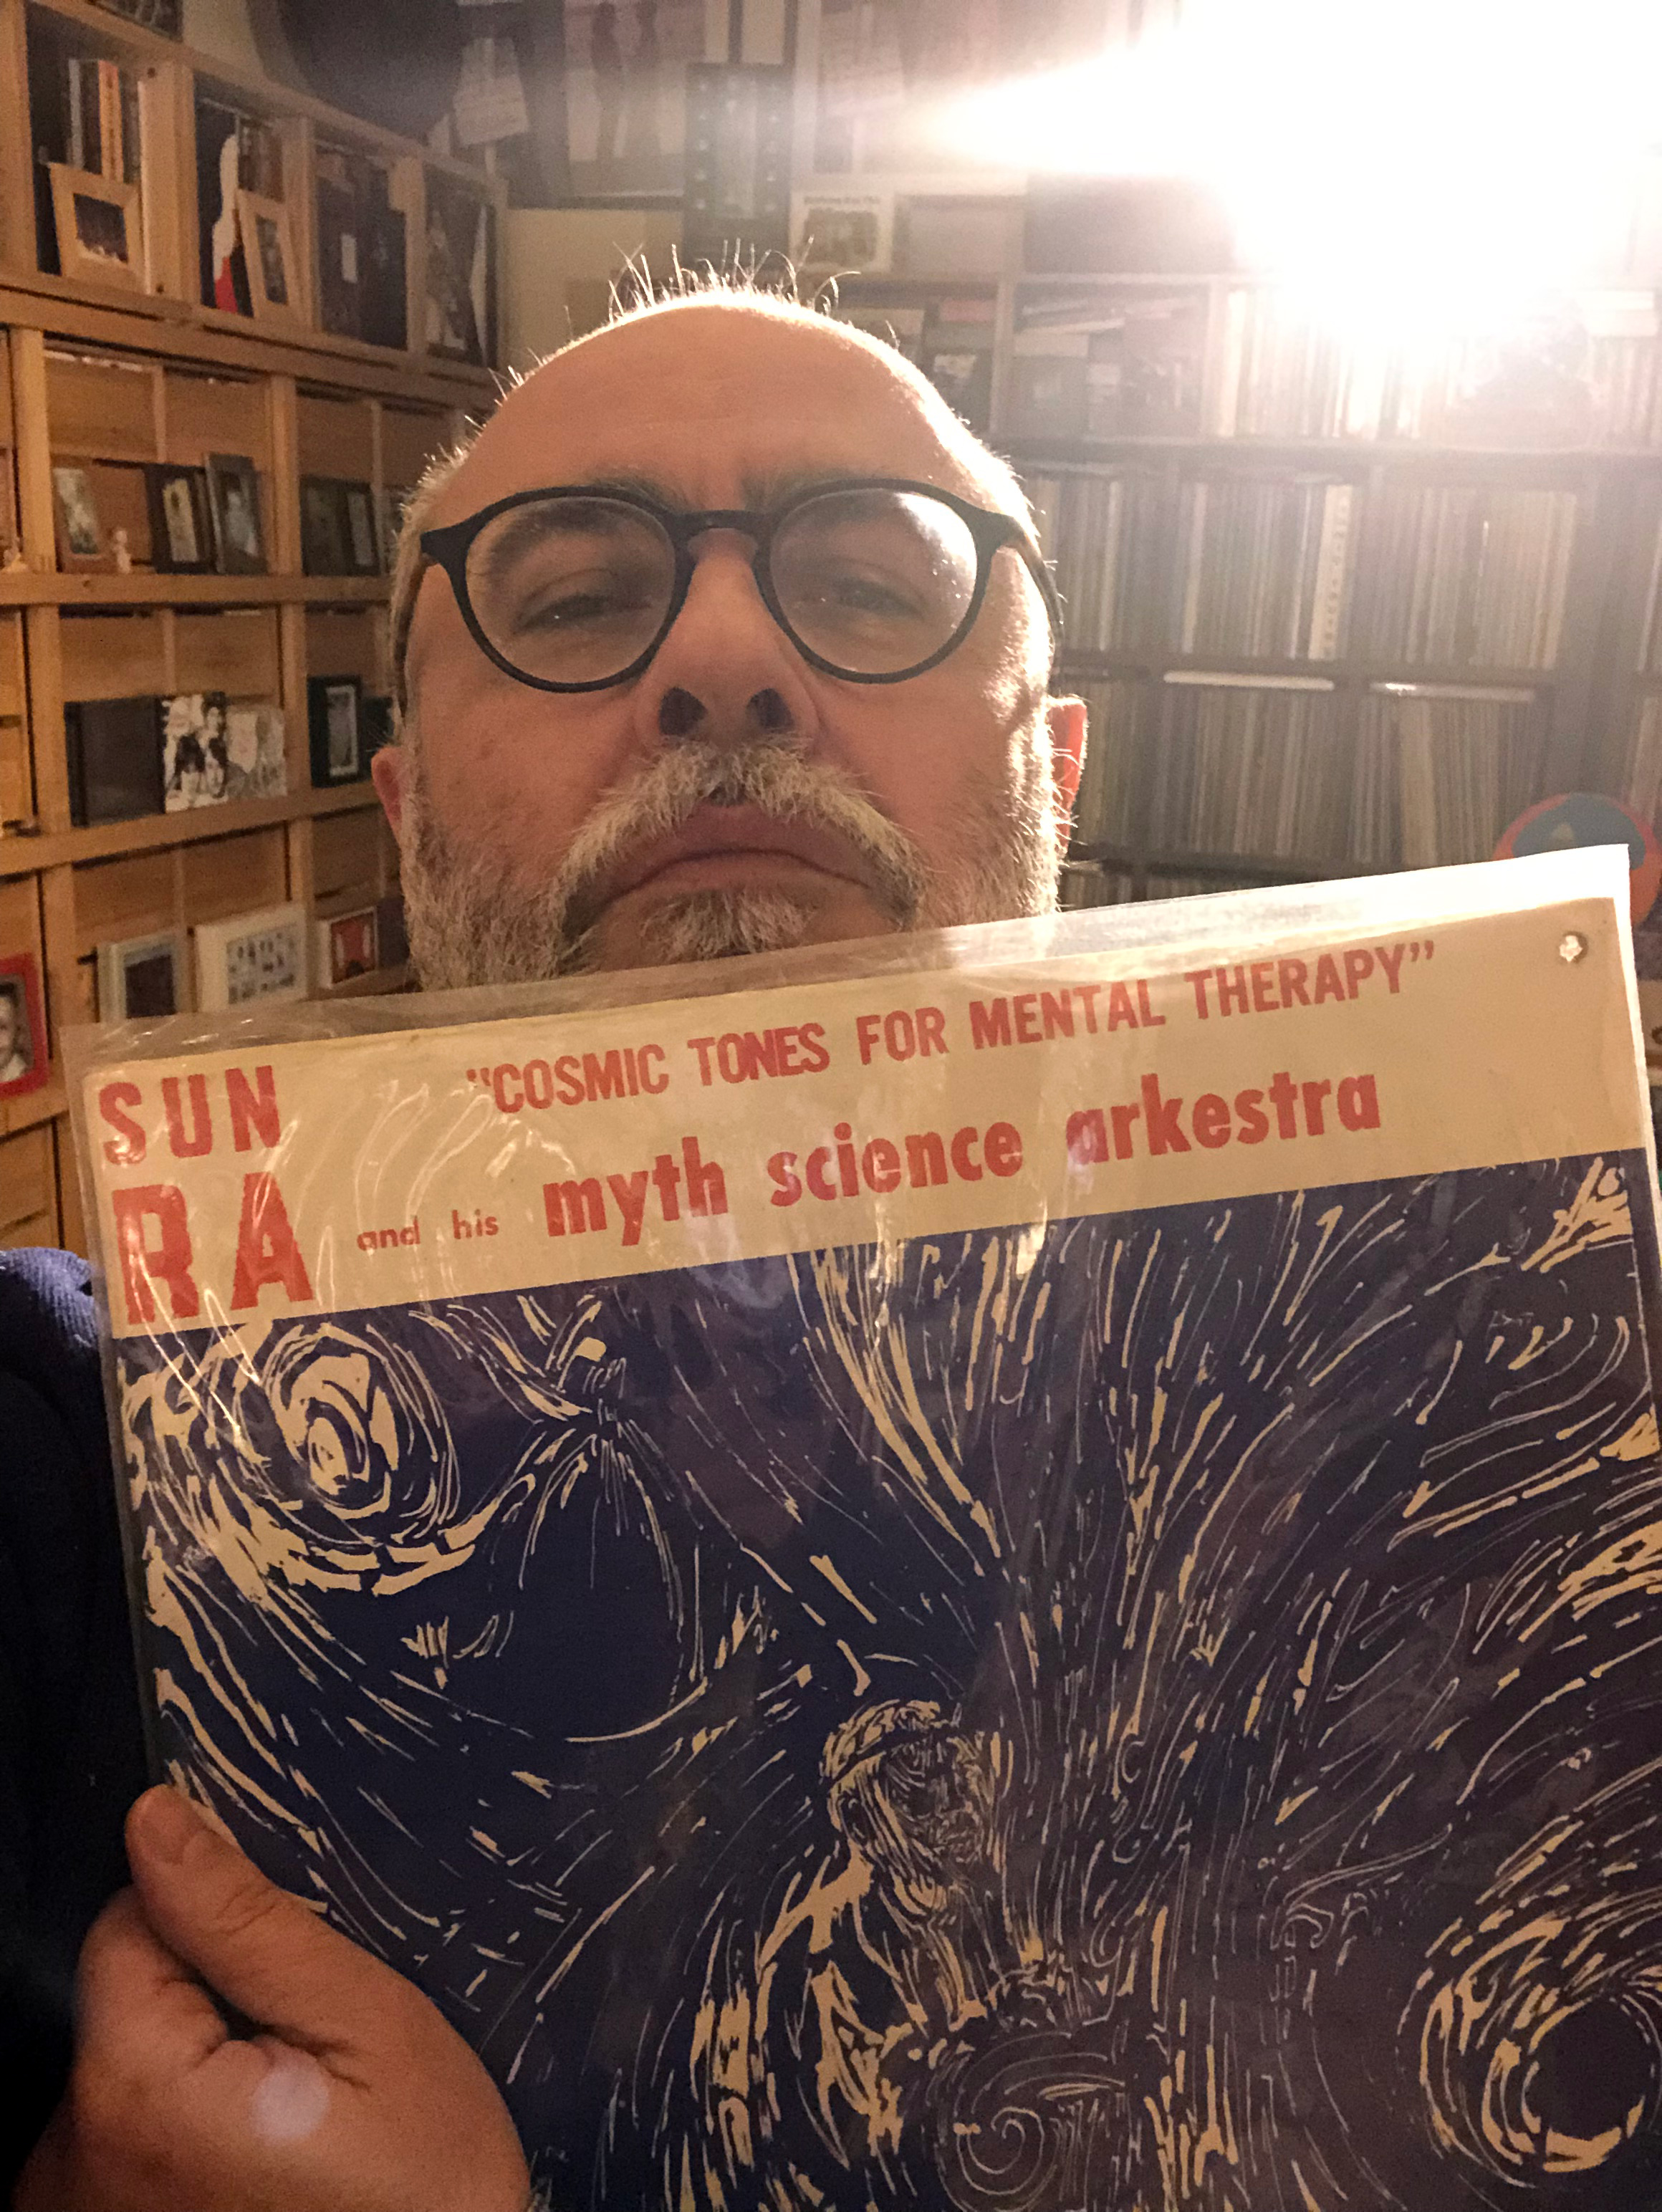 "COSMIC TONES FOR MENTAL THERAPY"
SUN
RA and his myth science arkestra